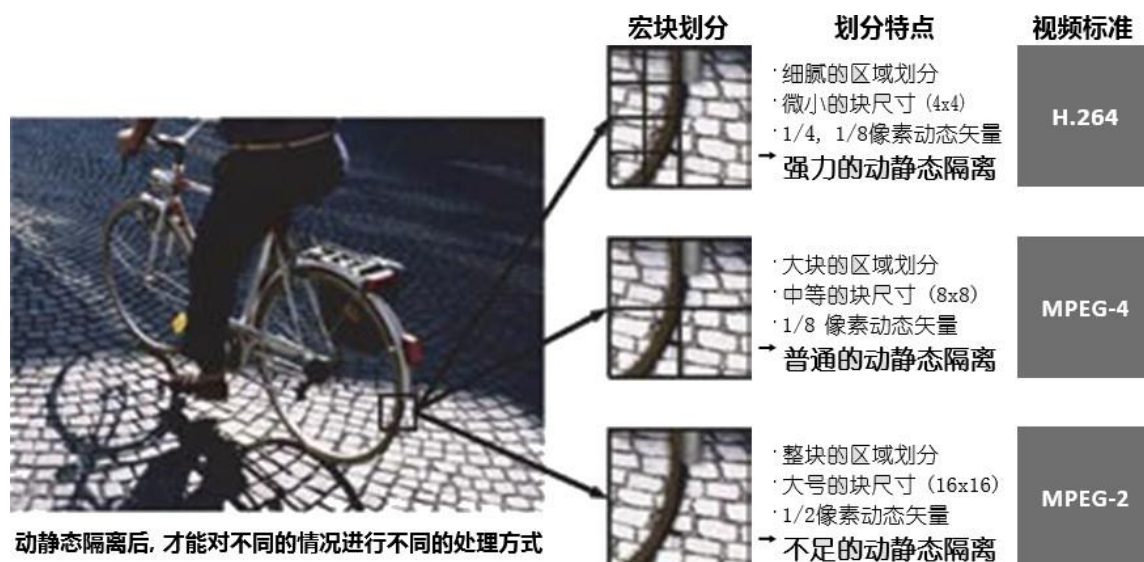 宏块划分 划分特点 视频标准
·细腻的区域划分
·微小的块尺寸 (4x4)
·1/4, 1/8像素动态矢量
→ 强力的动静态隔离
H.264
·大块的区域划分
·中等的块尺寸 (8x8)
·1/8 像素动态矢量
→ 普通的动静态隔离
MPEG-4
·整块的区域划分
·大号的块尺寸 (16x16)
·1/2像素动态矢量
→ 不足的动静态隔离
MPEG-2
动静态隔离后, 才能对不同的情况进行不同的处理方式